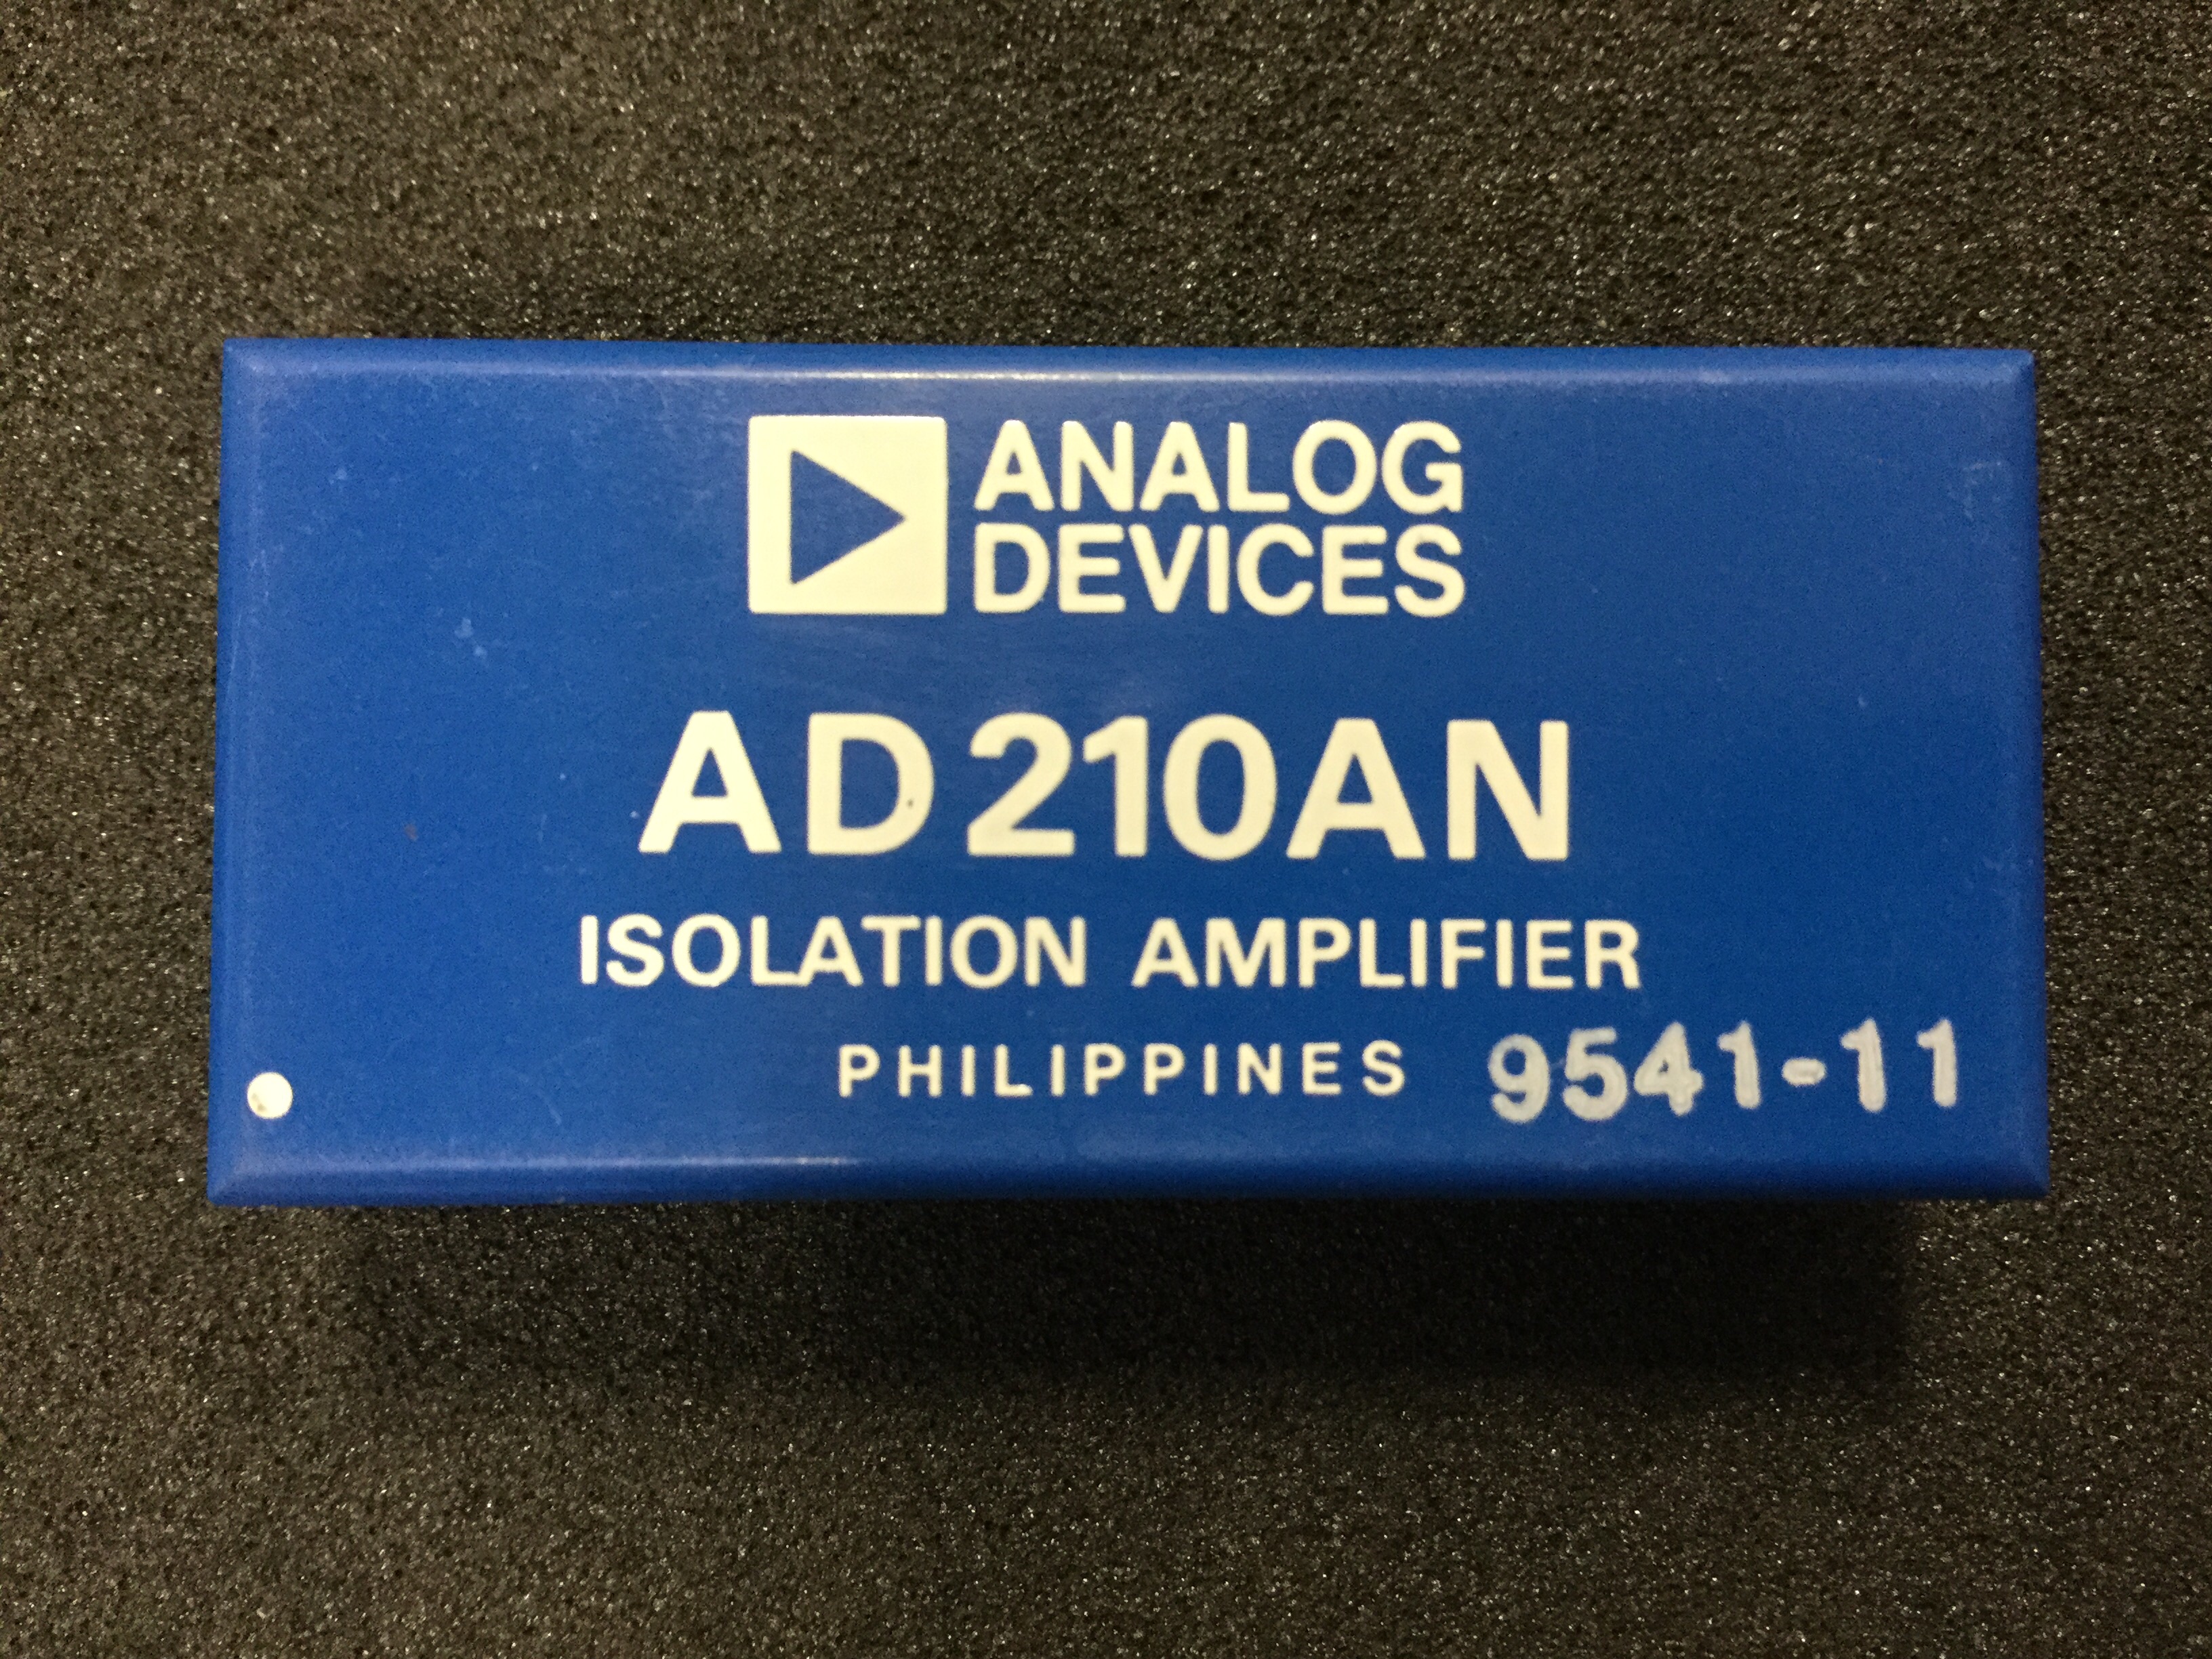 ANALOG
DEVICES
AD210AN
ISOLATION AMPLIFIER
PHILIPPINES 9541-11